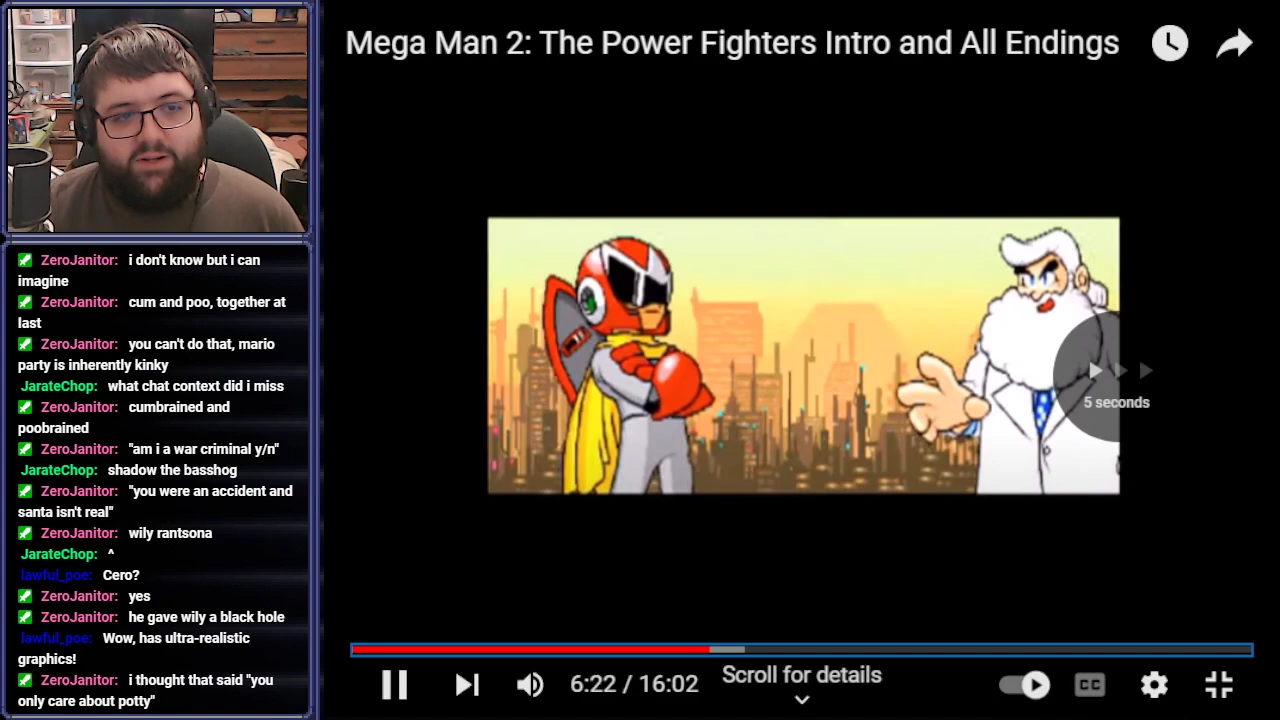 Mega Man 2: The Power Fighters Intro and All Endings
ZeroJanitor: i don't know but i can
imagine
ZeroJanitor: cum and poo, together at
last
ZeroJanitor: you can't do that, mario
party is inherently kinky
JarateChop: what chat context did i miss
ZeroJanitor: cumbrained and
poobrained
ZeroJanitor: "am i a war criminal y/n"
JarateChop: shadow the basshog
ZeroJanitor: "you were an accident and
santa isn't real"
ZeroJanitor: wily rantsona
JarateChop: ^
lawful_poe: Cero?
ZeroJanitor: yes
ZeroJanitor: he gave wily a black hole
lawful_poe: Wow, has ultra-realistic
graphics!
ZeroJanitor: i thought that said "you
only care about potty"
5 seconds
6:22 / 16:02
Scroll for details
CC